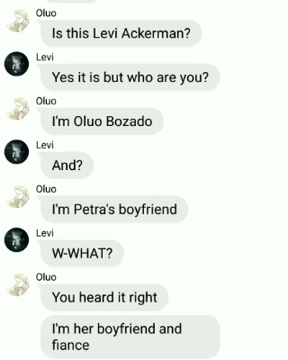 Oluo
Is this Levi Ackerman?
Levi
Yes it is but who are you?
Oluo
I'm Oluo Bozado
Levi
And?
Oluo
I'm Petra's boyfriend
Levi
W-WHAT?
Oluo
You heard it right
I'm her boyfriend and
fiance